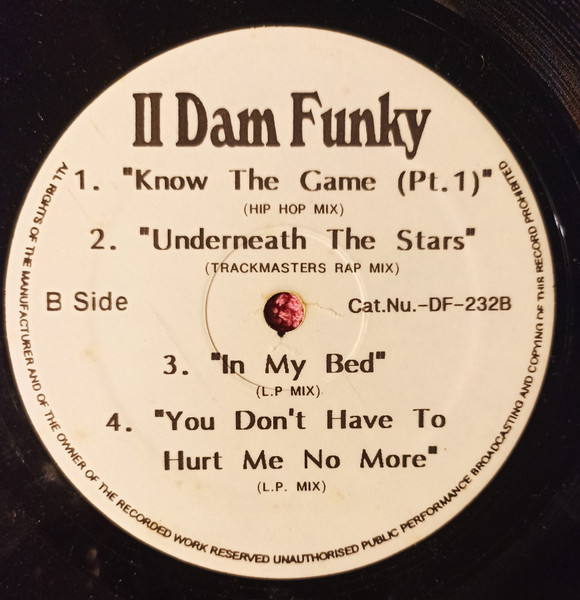 II Dam Funky
1. "Know The Game (Pt.1)"
(HIP HOP MIX)
2. "Underneath The Stars"
(TRACKMASTERS RAP MIX)
B Side
Cat.Nu.-DF-232B
3. "In My Bed"
(L.P MIX)
4. "You Don't Have To
Hurt Me No More"
(L.P. MIX)
ALL RIGHTS OF THE MANUFACTURER AND OF THE OWNER OF THE RECORDED WORK RESERVED UNAUTHORISED PUBLIC PERFORMANCE BROADCASTING AND COPYING OF THIS RECORD PROHIBITED